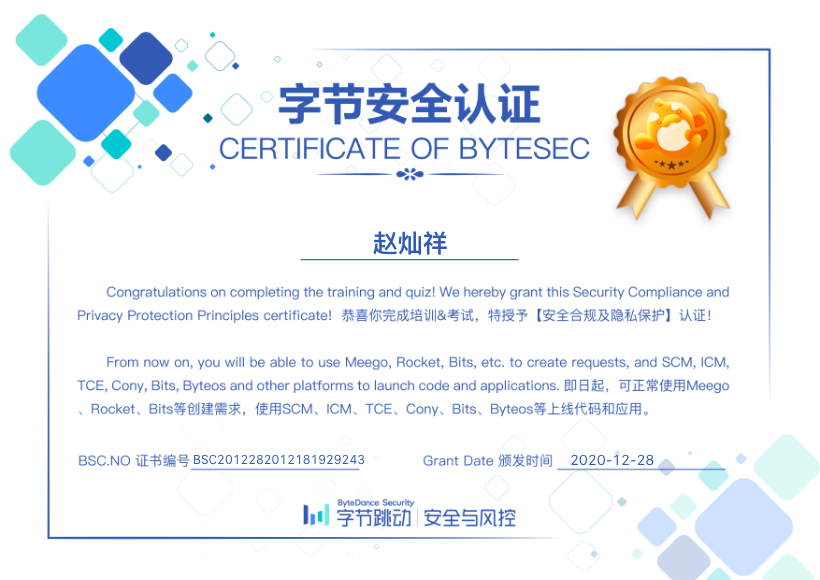 字节安全认证
CERTIFICATE OF BYTESEC
赵灿祥
Congratulations on completing the training and quiz! We hereby grant this Security Compliance and
Privacy Protection Principles certificate! 恭喜你完成培训&考试，特授予【安全合规及隐私保护】认证！
From now on, you will be able to use Meego, Rocket, Bits, etc. to create requests, and SCM, ICM,
TCE, Cony, Bits, Byteos and other platforms to launch code and applications. 即日起，可正常使用Meego
、Rocket、Bits等创建需求，使用SCM、ICM、TCE、Cony、Bits、Byteos等上线代码和应用。
BSC.NO 证书编号 BSC2012282012181929243 Grant Date 颁发时间 2020-12-28
ByteDance Security
字节跳动 安全与风控